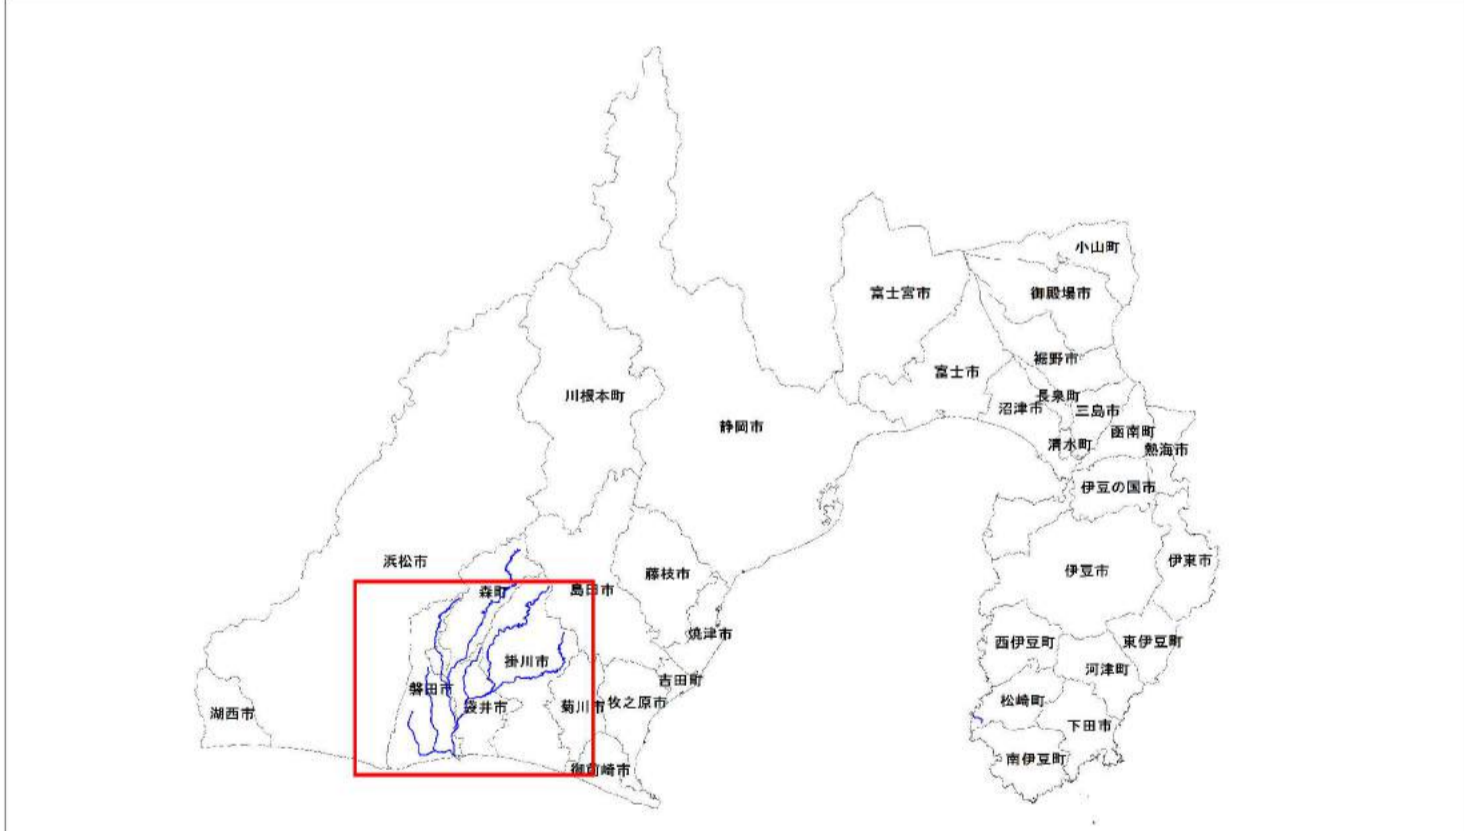 小山町
富士宮市
御殿場市
裾野市
富士市
川根本町
長泉町
沼津市
三島市
静岡市
函南町
清水町
熱海市
伊豆の国市
浜松市
伊東市
伊豆市
藤枝市
森町
島田市
焼津市
西伊豆町
東伊豆町
掛川市
河津町
吉田町
磐田市
松崎町
牧之原市
袋井市
菊川市
湖西市
下田市
南伊豆町
御前崎市